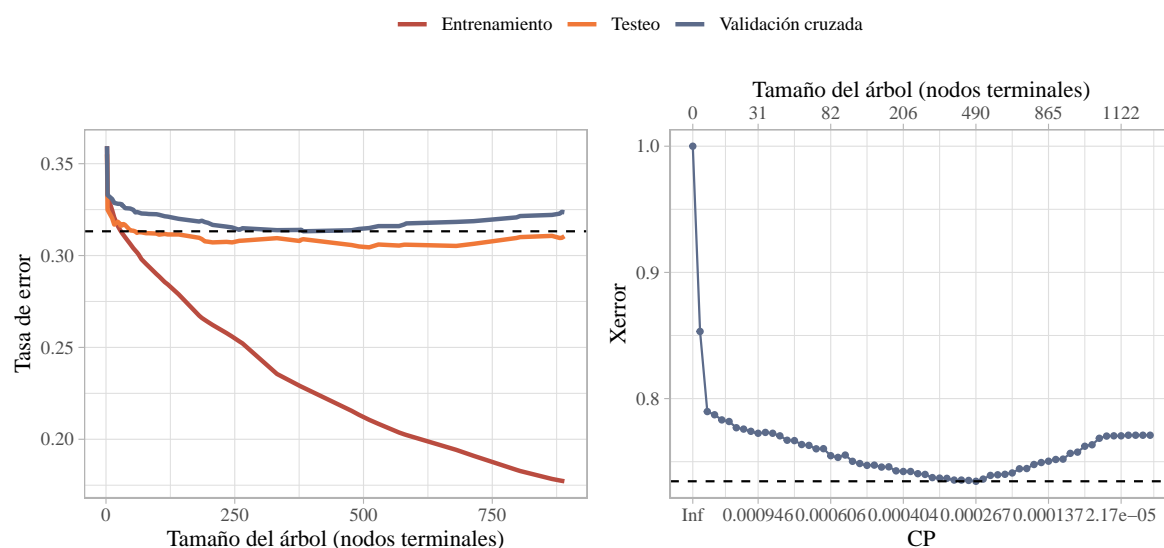 Entrenamiento Testeo Validación cruzada
Tasa de error
0.35
0.30
0.25
0.20
0 250 500 750
Tamaño del árbol (nodos terminales)
Tamaño del árbol (nodos terminales)
0 31 82 206 490 865 1122
Xerror
1.0
0.9
0.8
Inf 0.000946 0.000606 0.000404 0.000267 0.000137 2.17e−05
CP